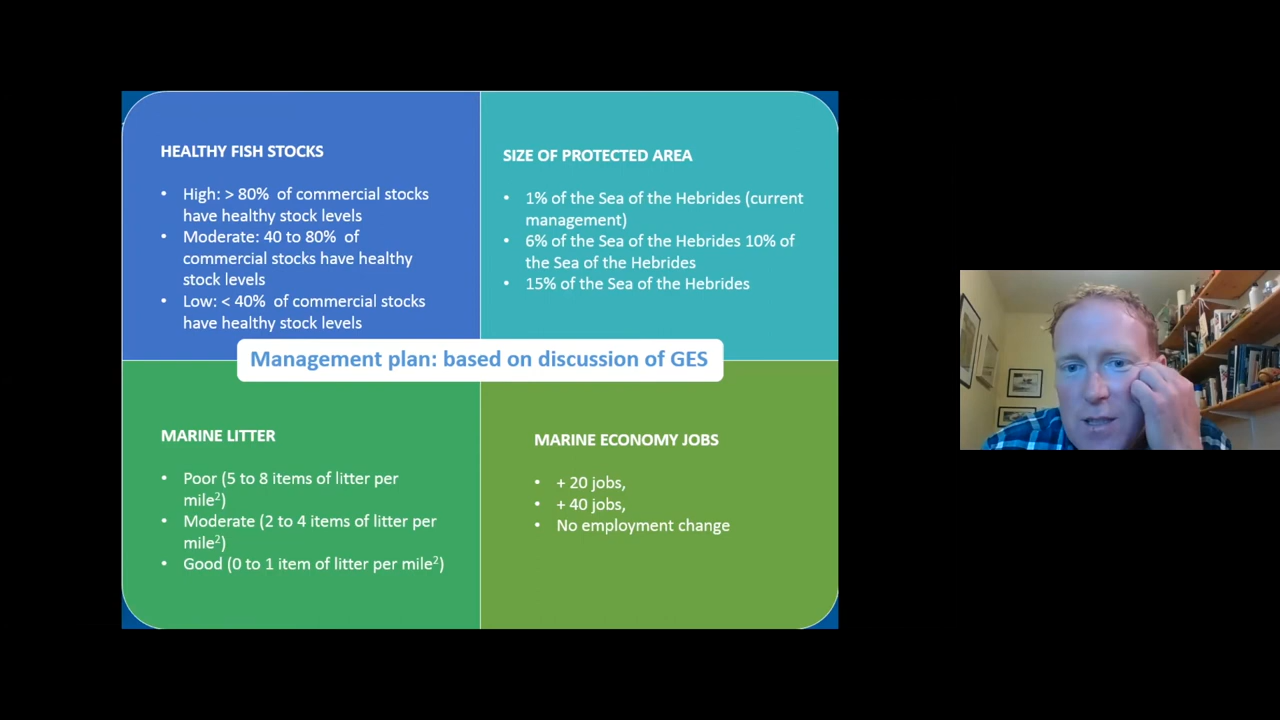 HEALTHY FISH STOCKS
• High: > 80% of commercial stocks
have healthy stock levels
• Moderate: 40 to 80% of
commercial stocks have healthy
stock levels
• Low: < 40% of commercial stocks
have healthy stock levels
SIZE OF PROTECTED AREA
• 1% of the Sea of the Hebrides (current
management)
• 6% of the Sea of the Hebrides 10% of
the Sea of the Hebrides
• 15% of the Sea of the Hebrides
Management plan: based on discussion of GES
MARINE LITTER
• Poor (5 to 8 items of litter per
mile²)
• Moderate (2 to 4 items of litter per
mile²)
• Good (0 to 1 item of litter per mile²)
MARINE ECONOMY JOBS
• + 20 jobs,
• + 40 jobs,
• No employment change